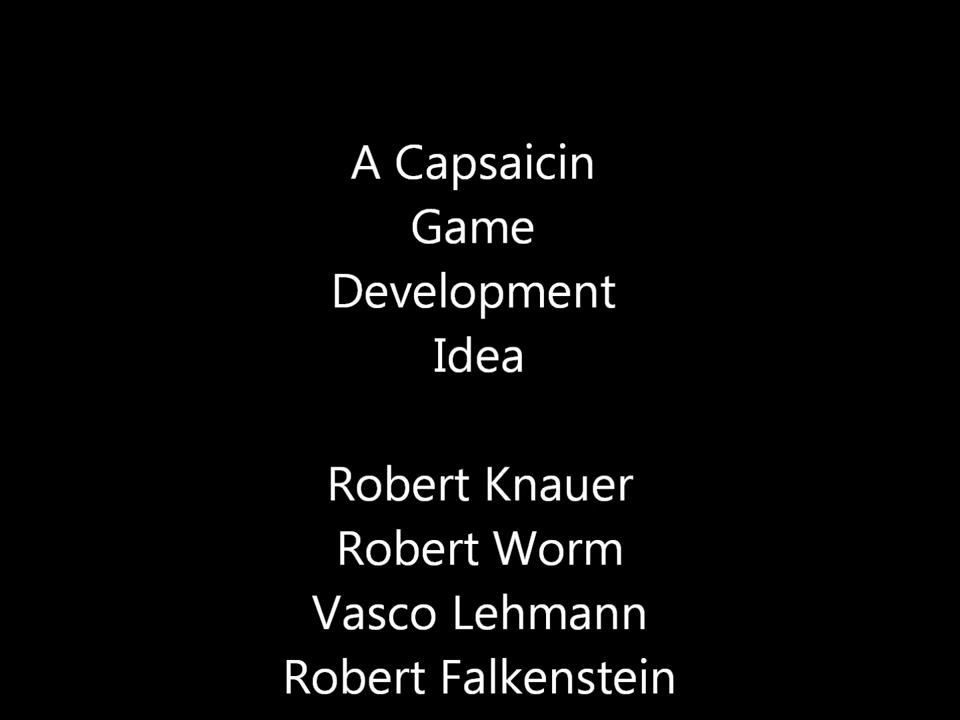 A Capsaicin
Game
Development
Idea
Robert Knauer
Robert Worm
Vasco Lehmann
Robert Falkenstein